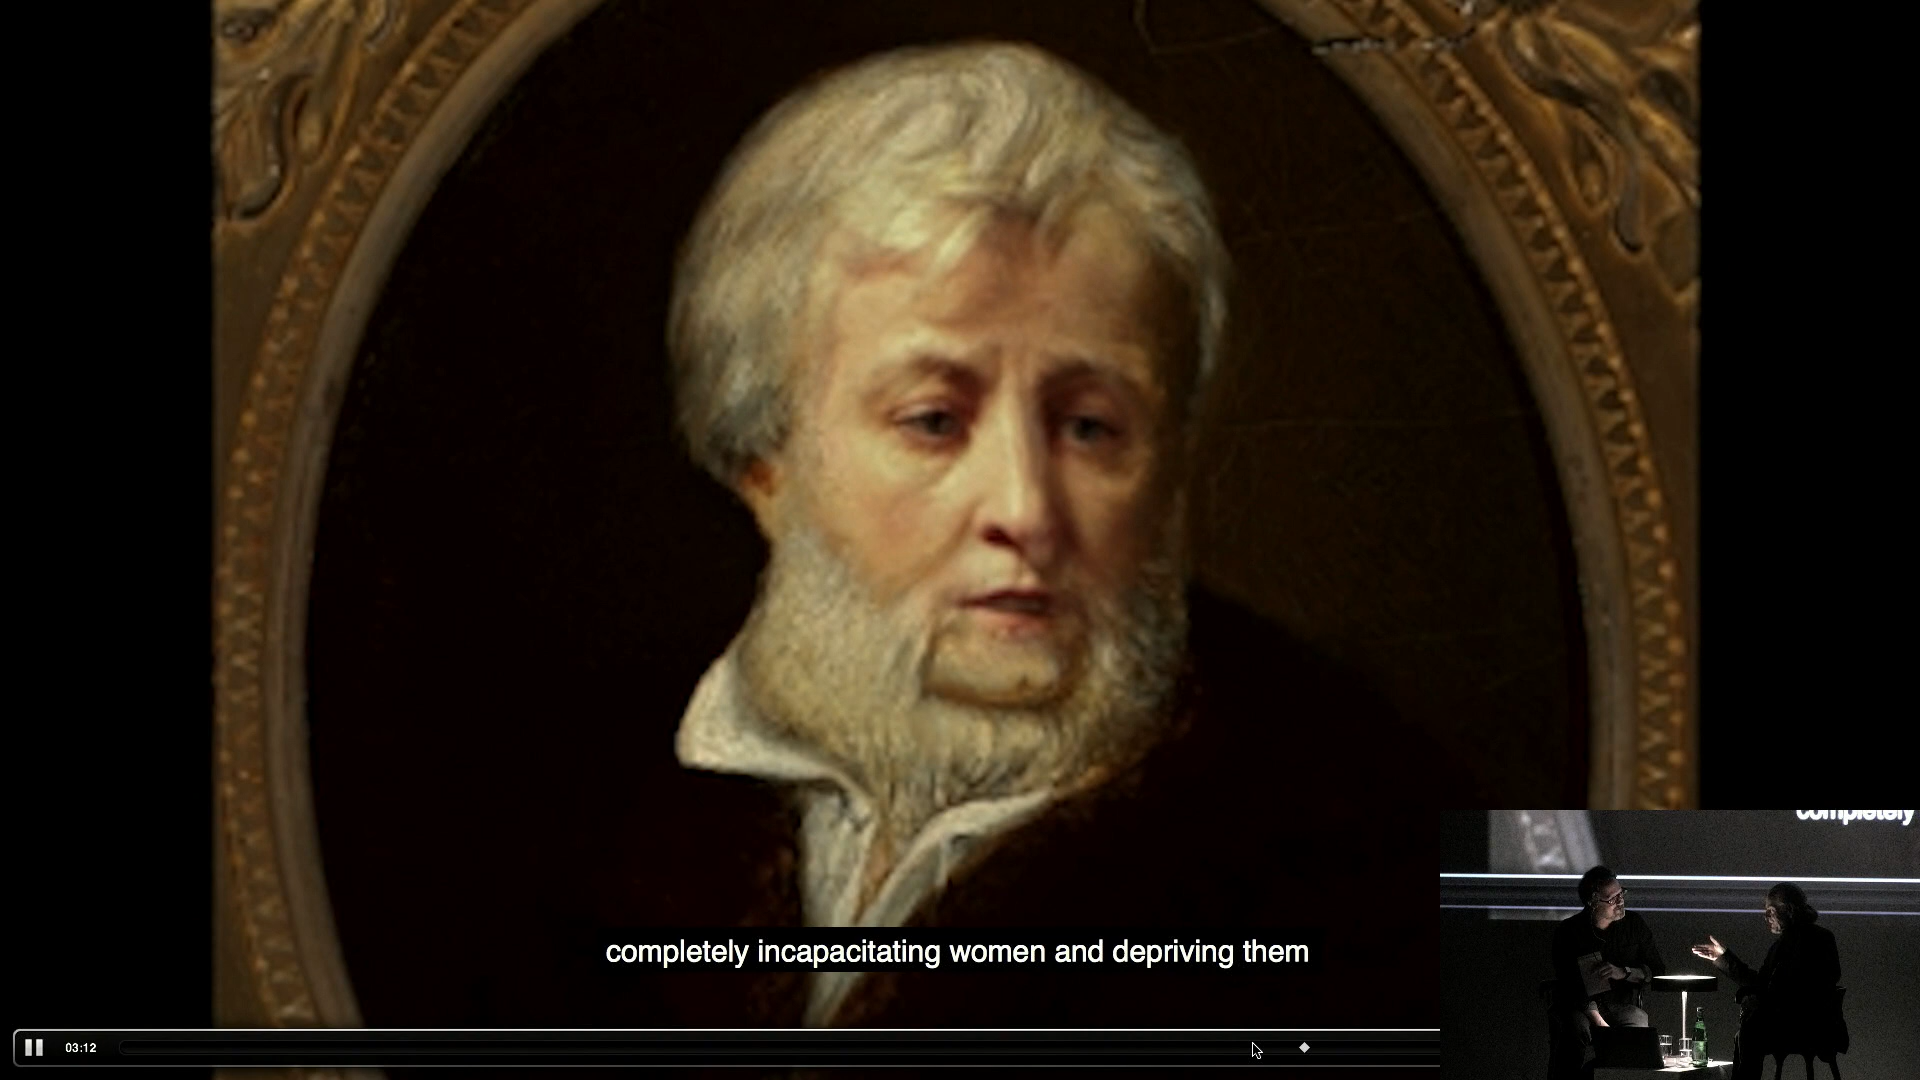 completely
completely incapacitating women and depriving them
03:12